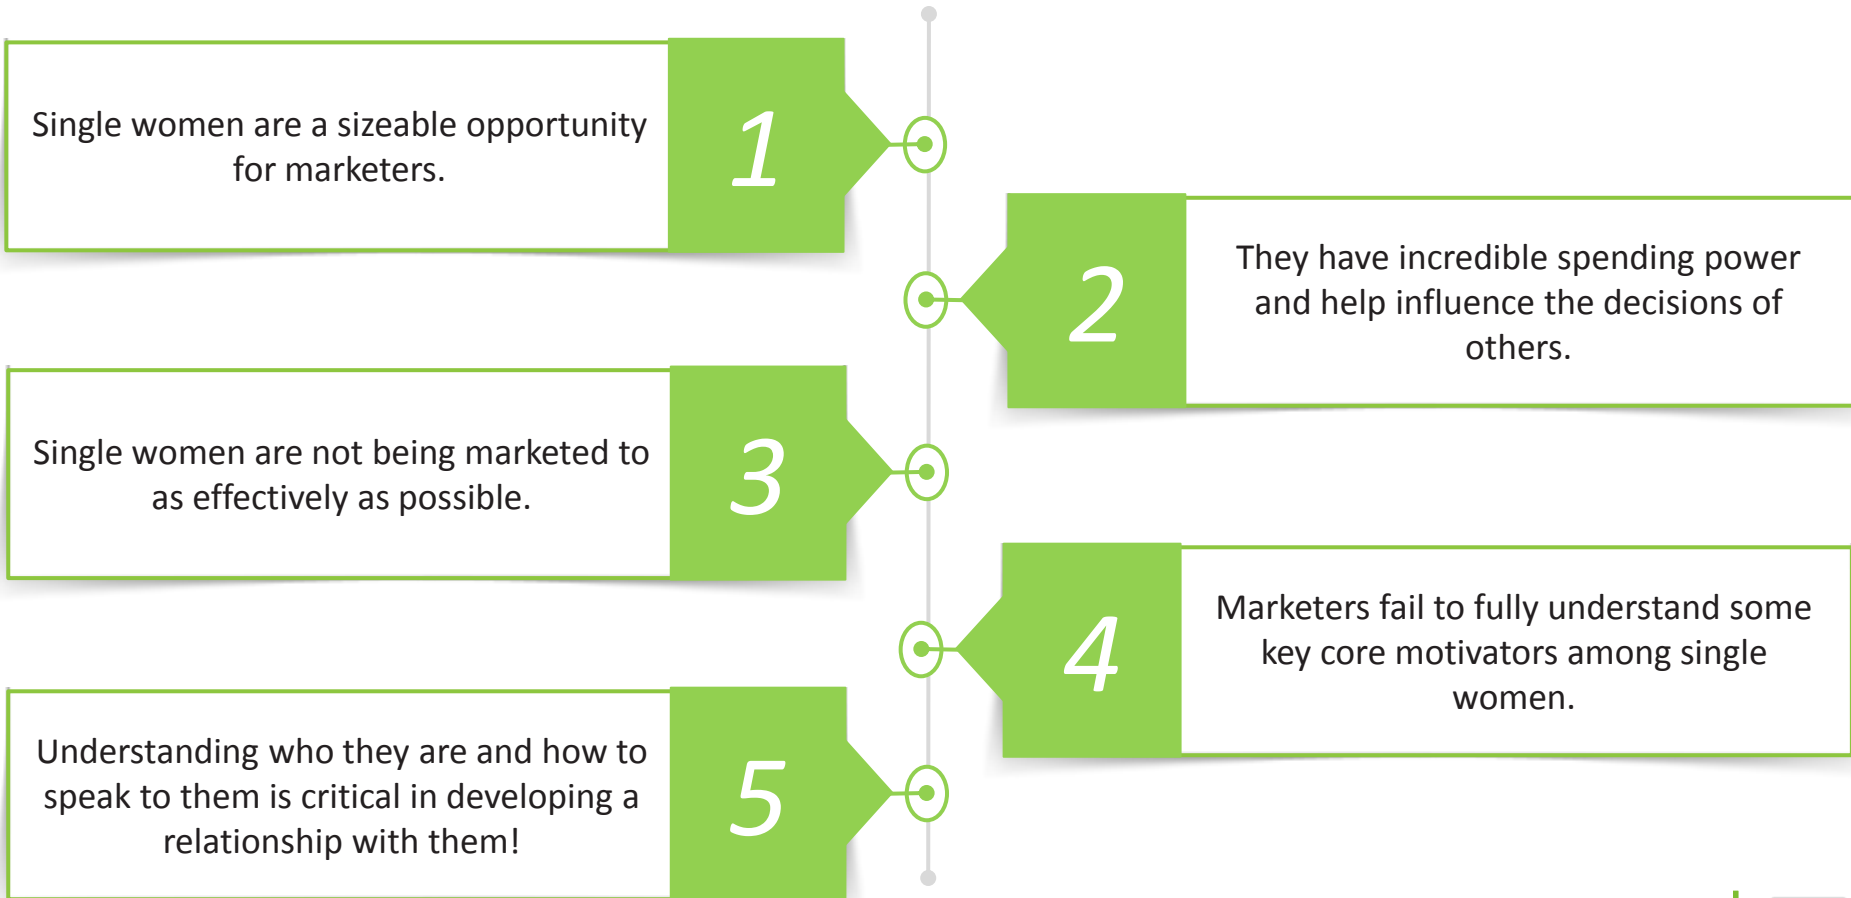 Single women are a sizeable opportunity
for marketers.
1
2
They have incredible spending power
and help influence the decisions of
others.
Single women are not being marketed to
as effectively as possible.
3
4
Marketers fail to fully understand some
key core motivators among single
women.
Understanding who they are and how to
speak to them is critical in developing a
relationship with them!
5